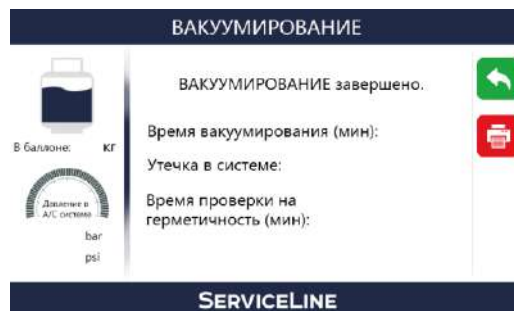 ВАКУУМИРОВАНИЕ
ВАКУУМИРОВАНИЕ завершено.
В баллоне: кг
Время вакуумирования (мин):
Утечка в системе:
Давление в
А/С системе
Время проверки на
герметичность (мин):
bar
psi
SERVICELINE